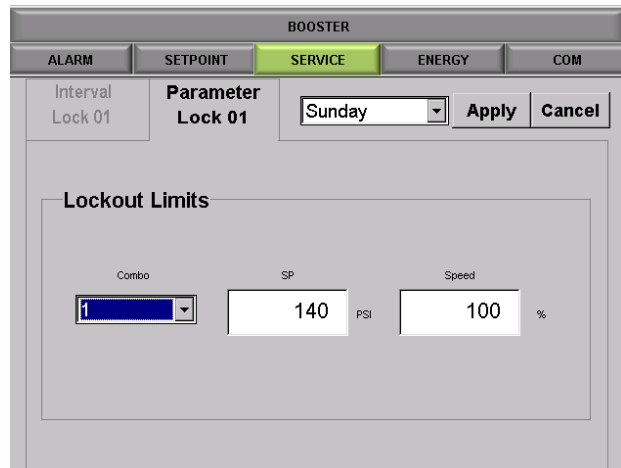 BOOSTER
ALARM SETPOINT SERVICE ENERGY COM
Interval Lock 01
Parameter Lock 01
Sunday Apply Cancel
Lockout Limits
Combo SP Speed
1 140 PSI 100 %